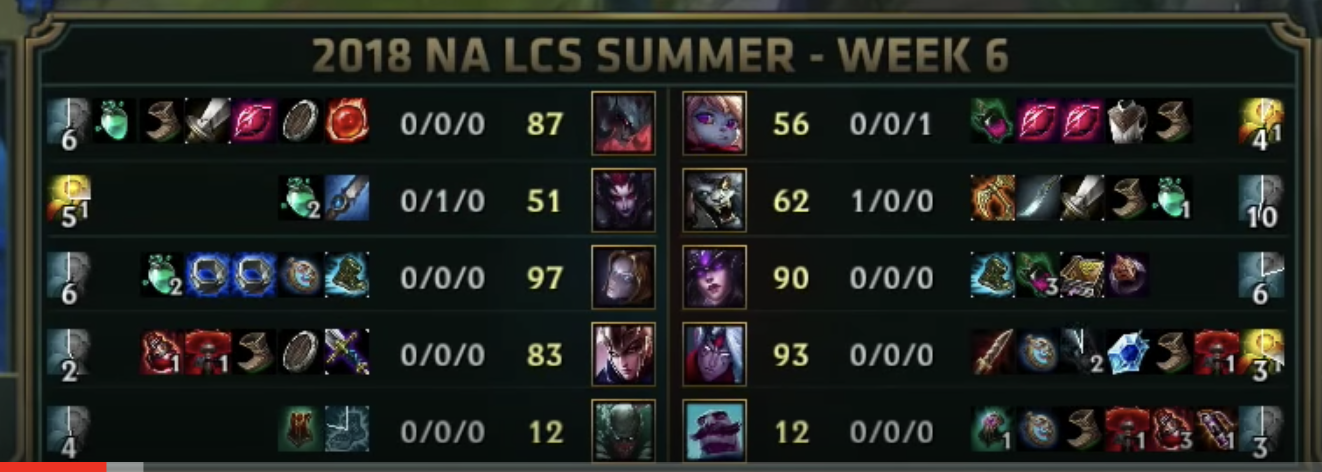 2018 NA LCS SUMMER - WEEK 6
6 0/0/0 87 56 0/0/1 4 1
5 1 2 0/1/0 51 62 1/0/0 1 10
6 2 0/0/0 97 90 0/0/0 3 6
2 1 1 0/0/0 83 93 0/0/0 2 1 3
4 0/0/0 12 12 0/0/0 1 1 3 1 3